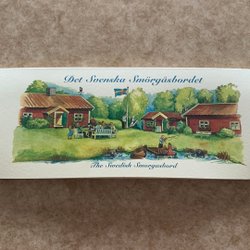 Det Svenska Smörgåsbordet
The Swedish Smorgasbord